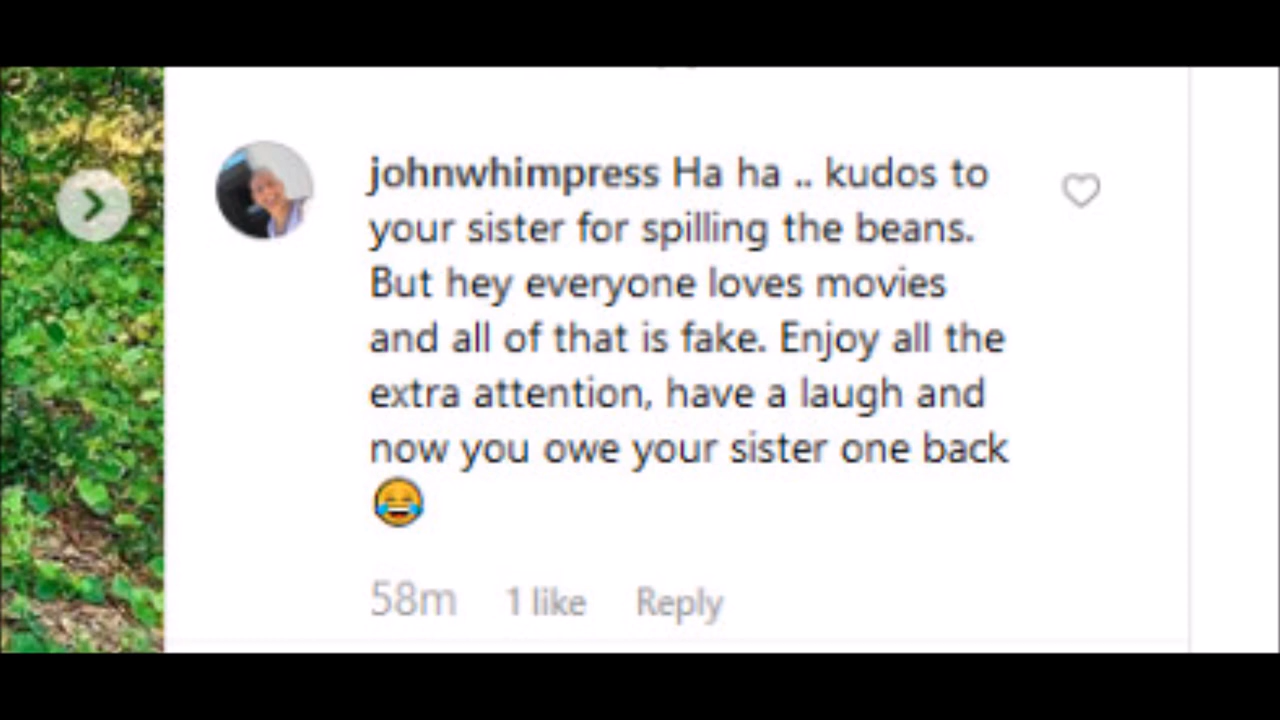 johnwhimpress Ha ha .. kudos to
your sister for spilling the beans.
But hey everyone loves movies
and all of that is fake. Enjoy all the
extra attention, have a laugh and
now you owe your sister one back
😂
58m 1 like Reply